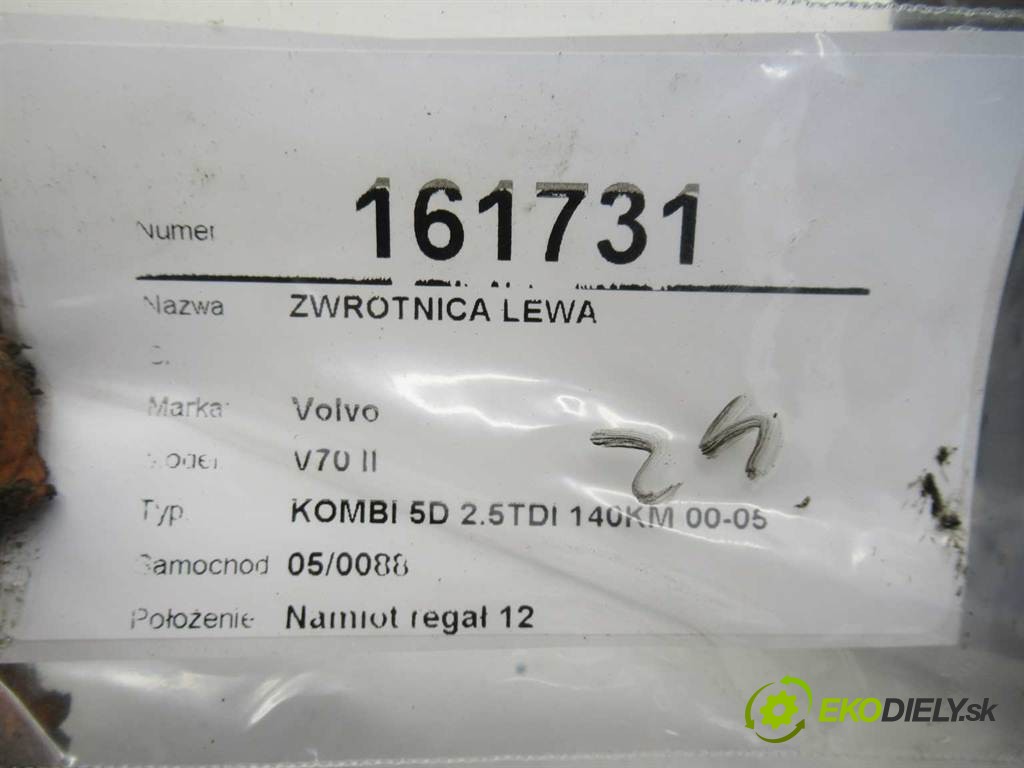 Numer 161731
Nazwa ZWROTNICA LEWA
Marka Volvo
Model V70 II
Typ KOMBI 5D 2.5TDI 140KM 00-05
Samochod 05/0088
Położenie Namiot regał 12
EKODIELY.sk